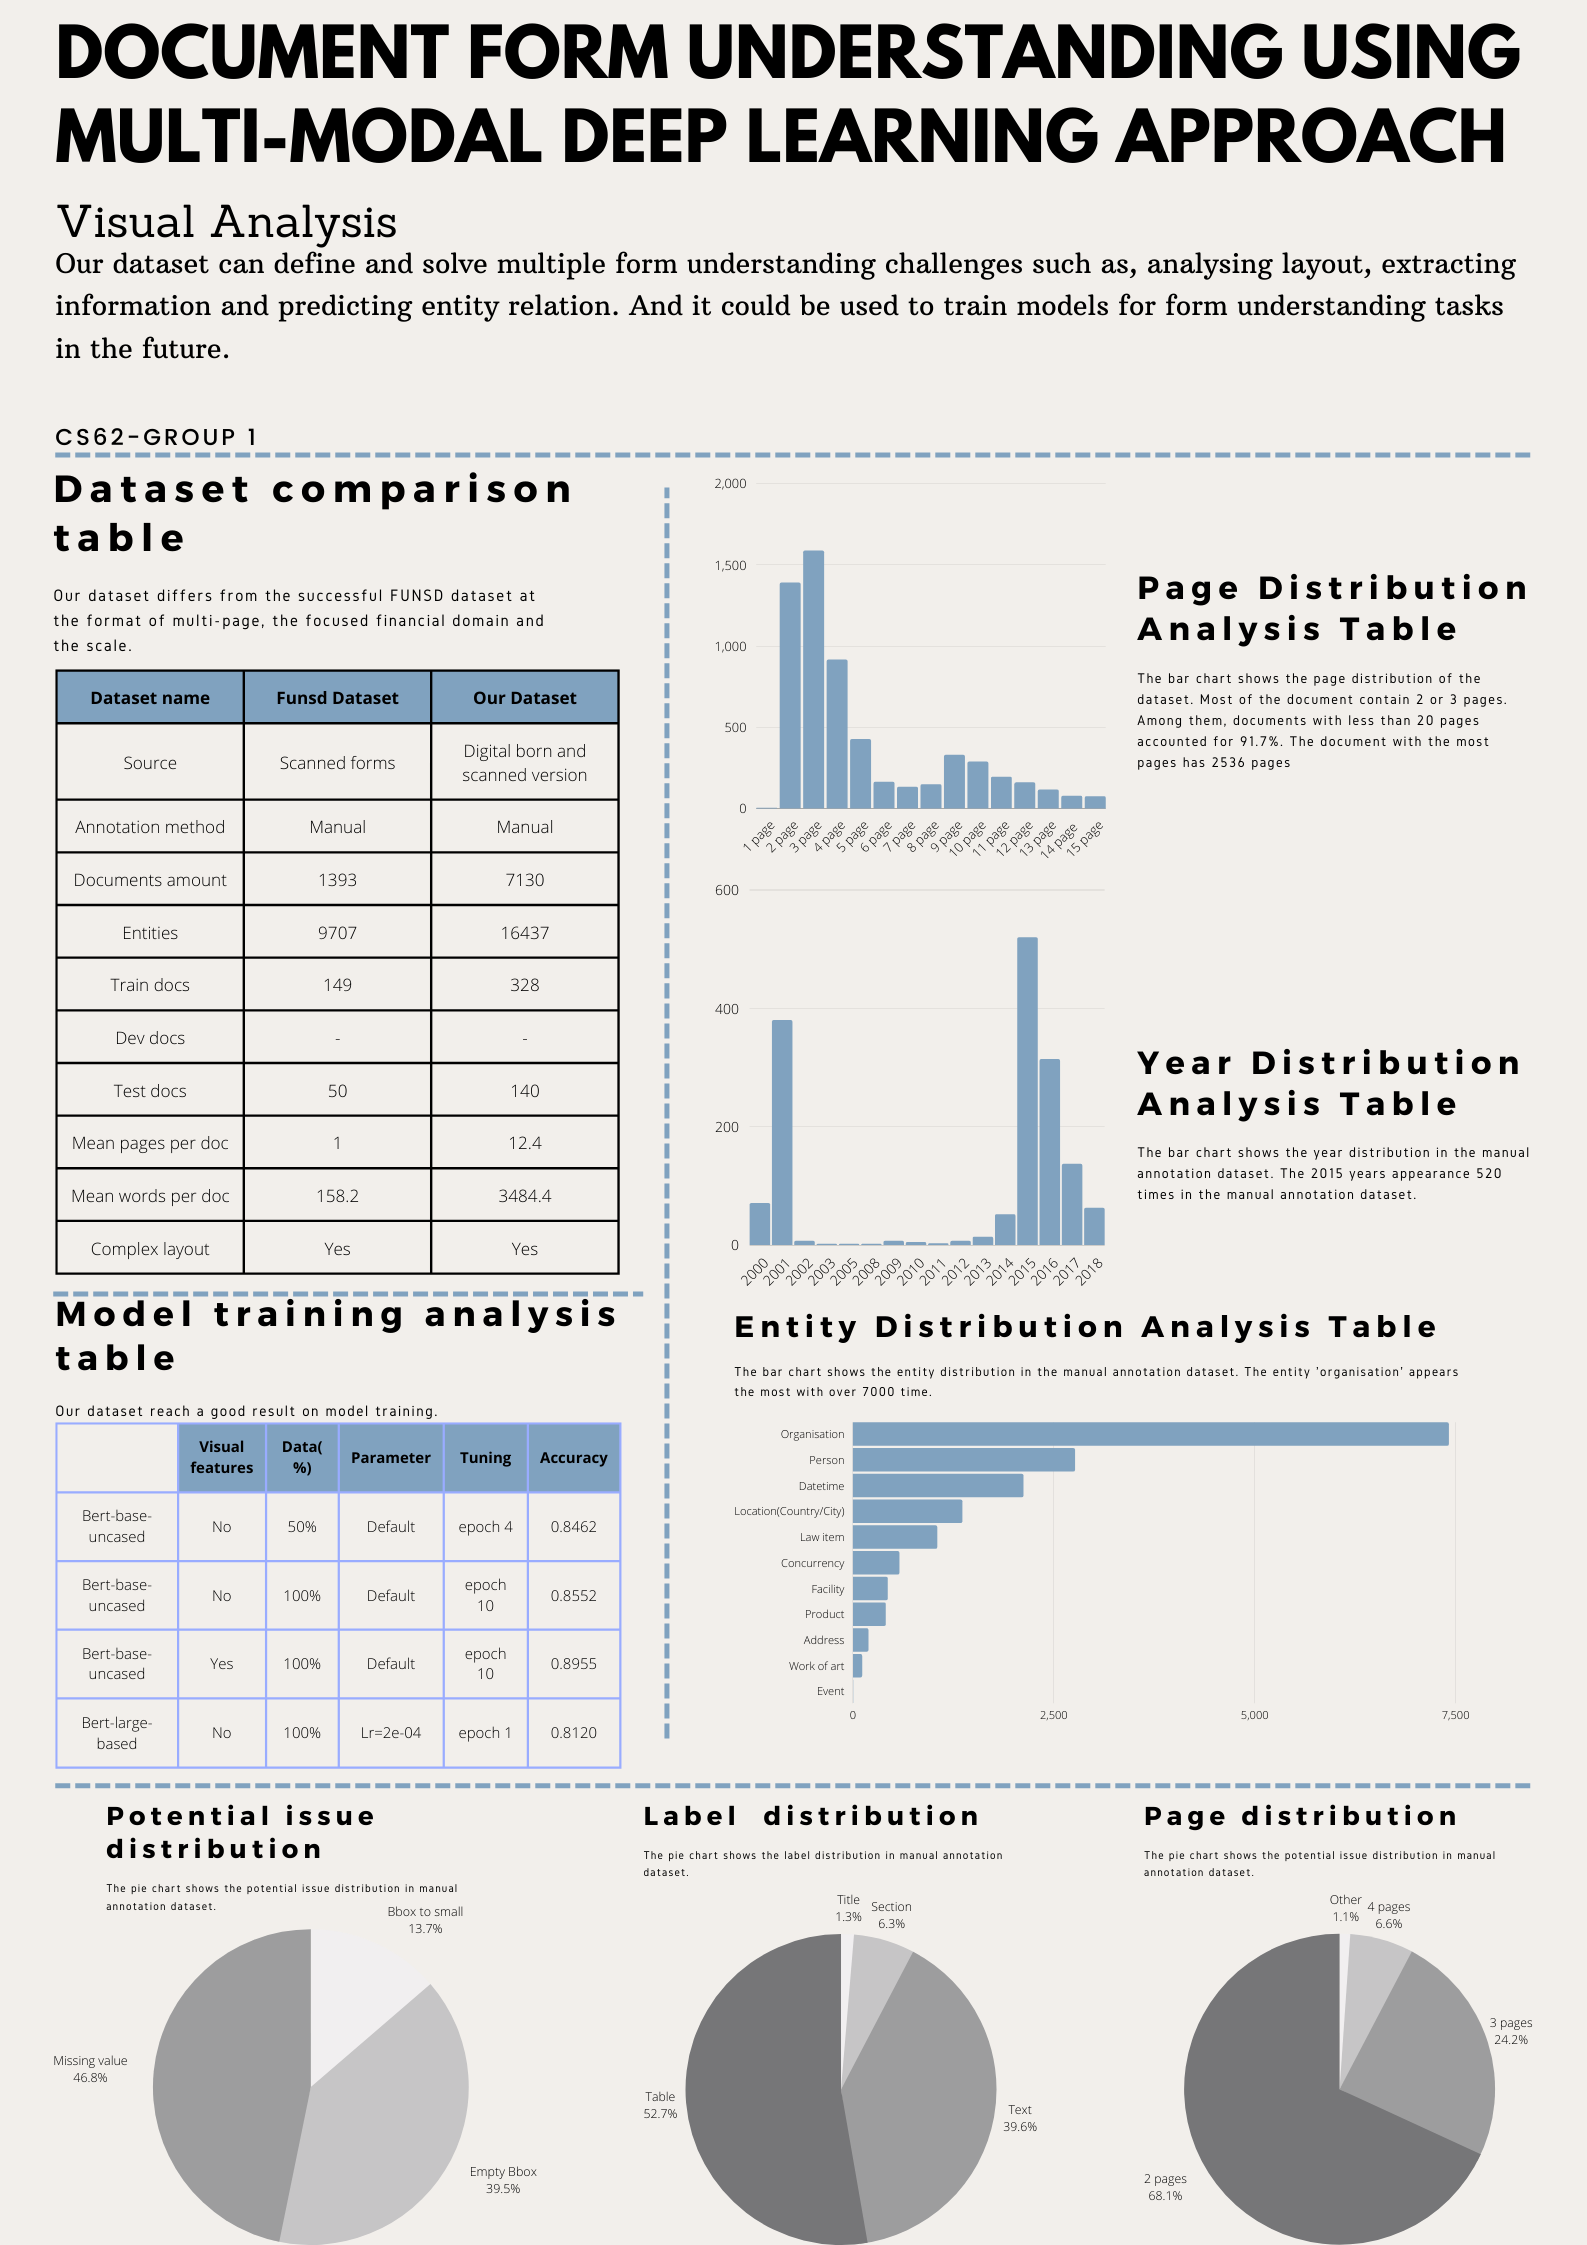 DOCUMENT FORM UNDERSTANDING USING
MULTI-MODAL DEEP LEARNING APPROACH
Visual Analysis
Our dataset can define and solve multiple form understanding challenges such as, analysing layout, extracting
information and predicting entity relation. And it could be used to train models for form understanding tasks
in the future.
CS62-GROUP 1
Dataset comparison
table
Our dataset differs from the successful FUNSD dataset at
the format of multi-page, the focused financial domain and
the scale.
Dataset name Funsd Dataset Our Dataset
Source Scanned forms Digital born and
scanned version
Annotation method Manual Manual
Documents amount 1393 7130
Entities 9707 16437
Train docs 149 328
Dev docs - -
Test docs 50 140
Mean pages per doc 1 12.4
Mean words per doc 158.2 3484.4
Complex layout Yes Yes
Model training analysis
table
Our dataset reach a good result on model training.
Visual
features
Data(
%)
Parameter
Tuning
Accuracy
Bert-base-
uncased
No 50% Default epoch 4 0.8462
Bert-base-
uncased
No 100% Default epoch
10
0.8552
Bert-base-
uncased
Yes 100% Default epoch
10
0.8955
Bert-large-
based
No 100% Lr=2e-04 epoch 1 0.8120
2,000
1,500
1,000
500
0
1 page 2 page 3 page 4 page 5 page 6 page 7 page 8 page 9 page 10 page 11 page 12 page 13 page 14 page 15 page
Page Distribution
Analysis Table
The bar chart shows the page distribution of the
dataset. Most of the document contain 2 or 3 pages.
Among them, documents with less than 20 pages
accounted for 91.7%. The document with the most
pages has 2536 pages
600
400
200
0
2000 2001 2002 2003 2005 2008 2009 2010 2011 2012 2013 2014 2015 2016 2017 2018
Year Distribution
Analysis Table
The bar chart shows the year distribution in the manual
annotation dataset. The 2015 years appearance 520
times in the manual annotation dataset.
Entity Distribution Analysis Table
The bar chart shows the entity distribution in the manual annotation dataset. The entity 'organisation' appears
the most with over 7000 time.
Organisation
Person
Datetime
Location(Country/City)
Law item
Concurrency
Facility
Product
Address
Work of art
Event
0 2,500 5,000 7,500
Potential issue
distribution
The pie chart shows the potential issue distribution in manual
annotation dataset.
Bbox to small
13.7%
Missing value
46.8%
Empty Bbox
39.5%
Label distribution
The pie chart shows the label distribution in manual annotation
dataset.
Title
1.3%
Section
6.3%
Table
52.7%
Text
39.6%
Page distribution
The pie chart shows the potential issue distribution in manual
annotation dataset.
Other
1.1%
4 pages
6.6%
3 pages
24.2%
2 pages
68.1%